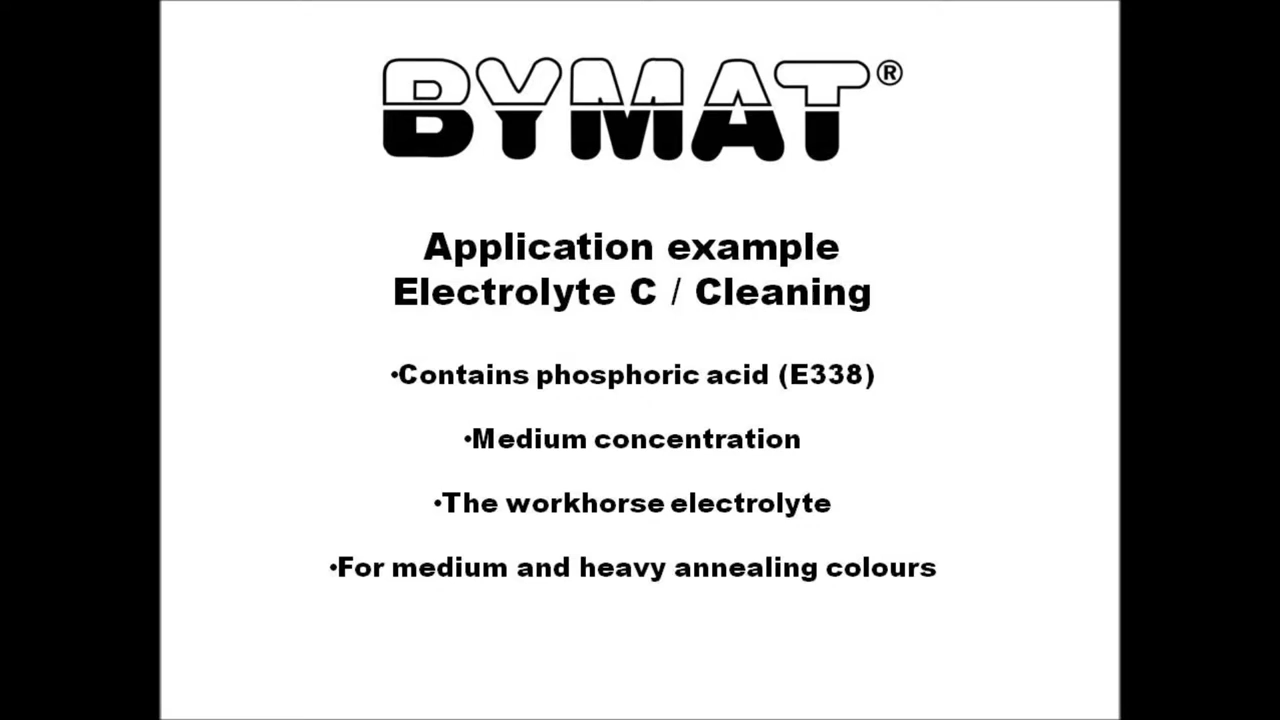 BYMAT®
Application example
Electrolyte C / Cleaning
•Contains phosphoric acid (E338)
•Medium concentration
•The workhorse electrolyte
•For medium and heavy annealing colours